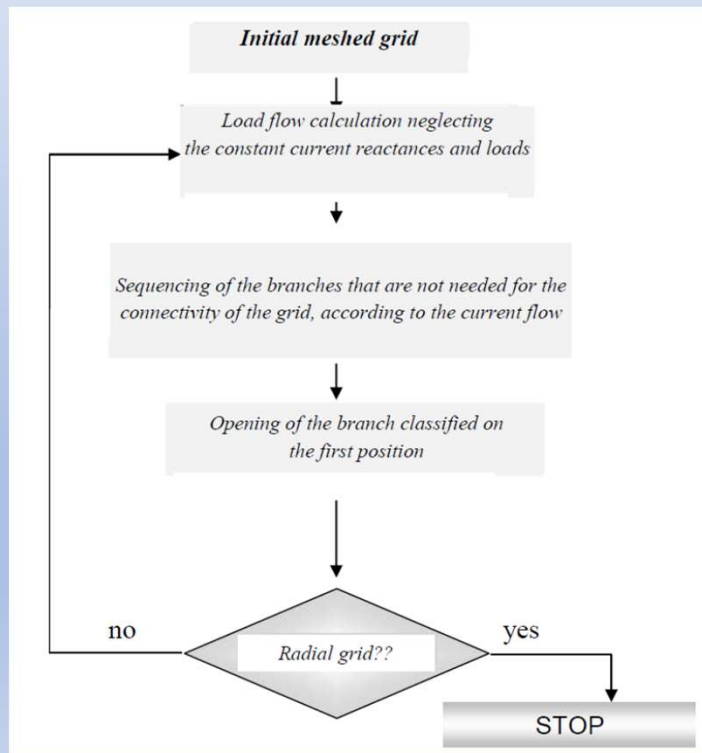 Initial meshed grid
Load flow calculation neglecting
the constant current reactances and loads
Sequencing of the branches that are not needed for the
connectivity of the grid, according to the current flow
Opening of the branch classified on
the first position
no
Radial grid??
yes
STOP